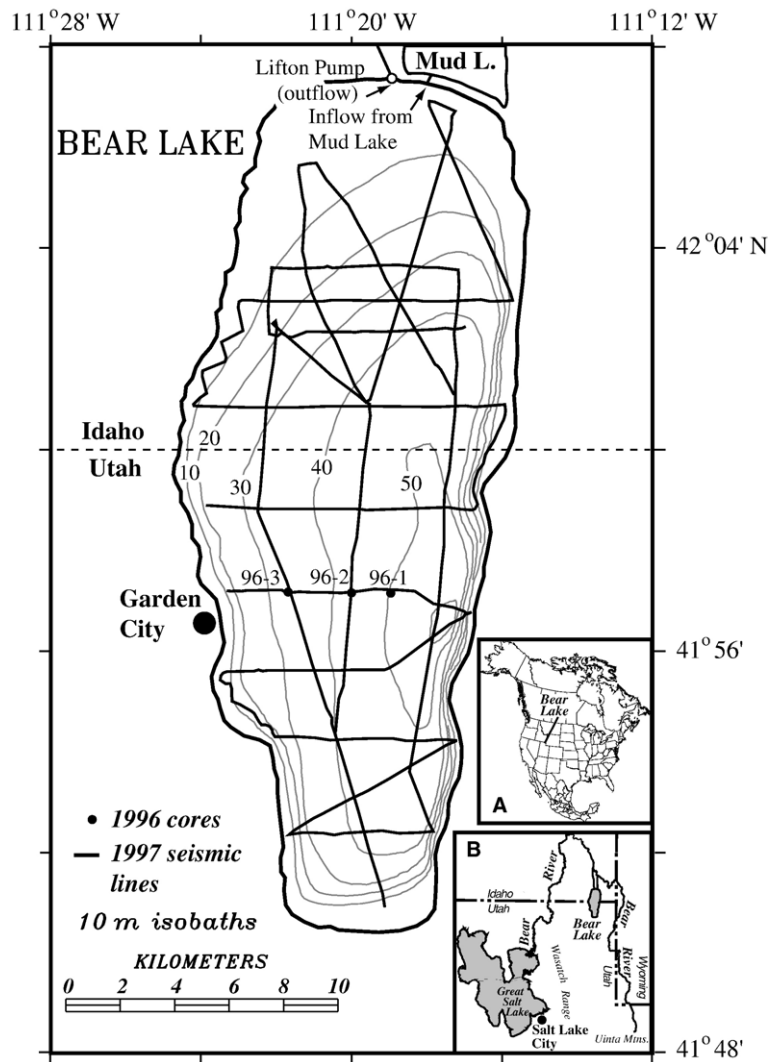 111° 28' W
111° 20' W
111° 12' W
Mud L.
Lifton Pump
(outflow)
Inflow from
Mud Lake
BEAR LAKE
42° 04' N
Idaho
Utah
20
10
30
40
50
96-3
96-2
96-1
Garden
City
41° 56'
Bear
Lake
A
1996 cores
1997 seismic
lines
10 m isobaths
KILOMETERS
0 2 4 6 8 10
B
River
Idaho
Utah
Bear
Bear
Lake
Bear
River
Wasatch Range
Utah
Wyoming
Great
Salt
Lake
Salt Lake
City
Uinta Mtns.
41° 48'